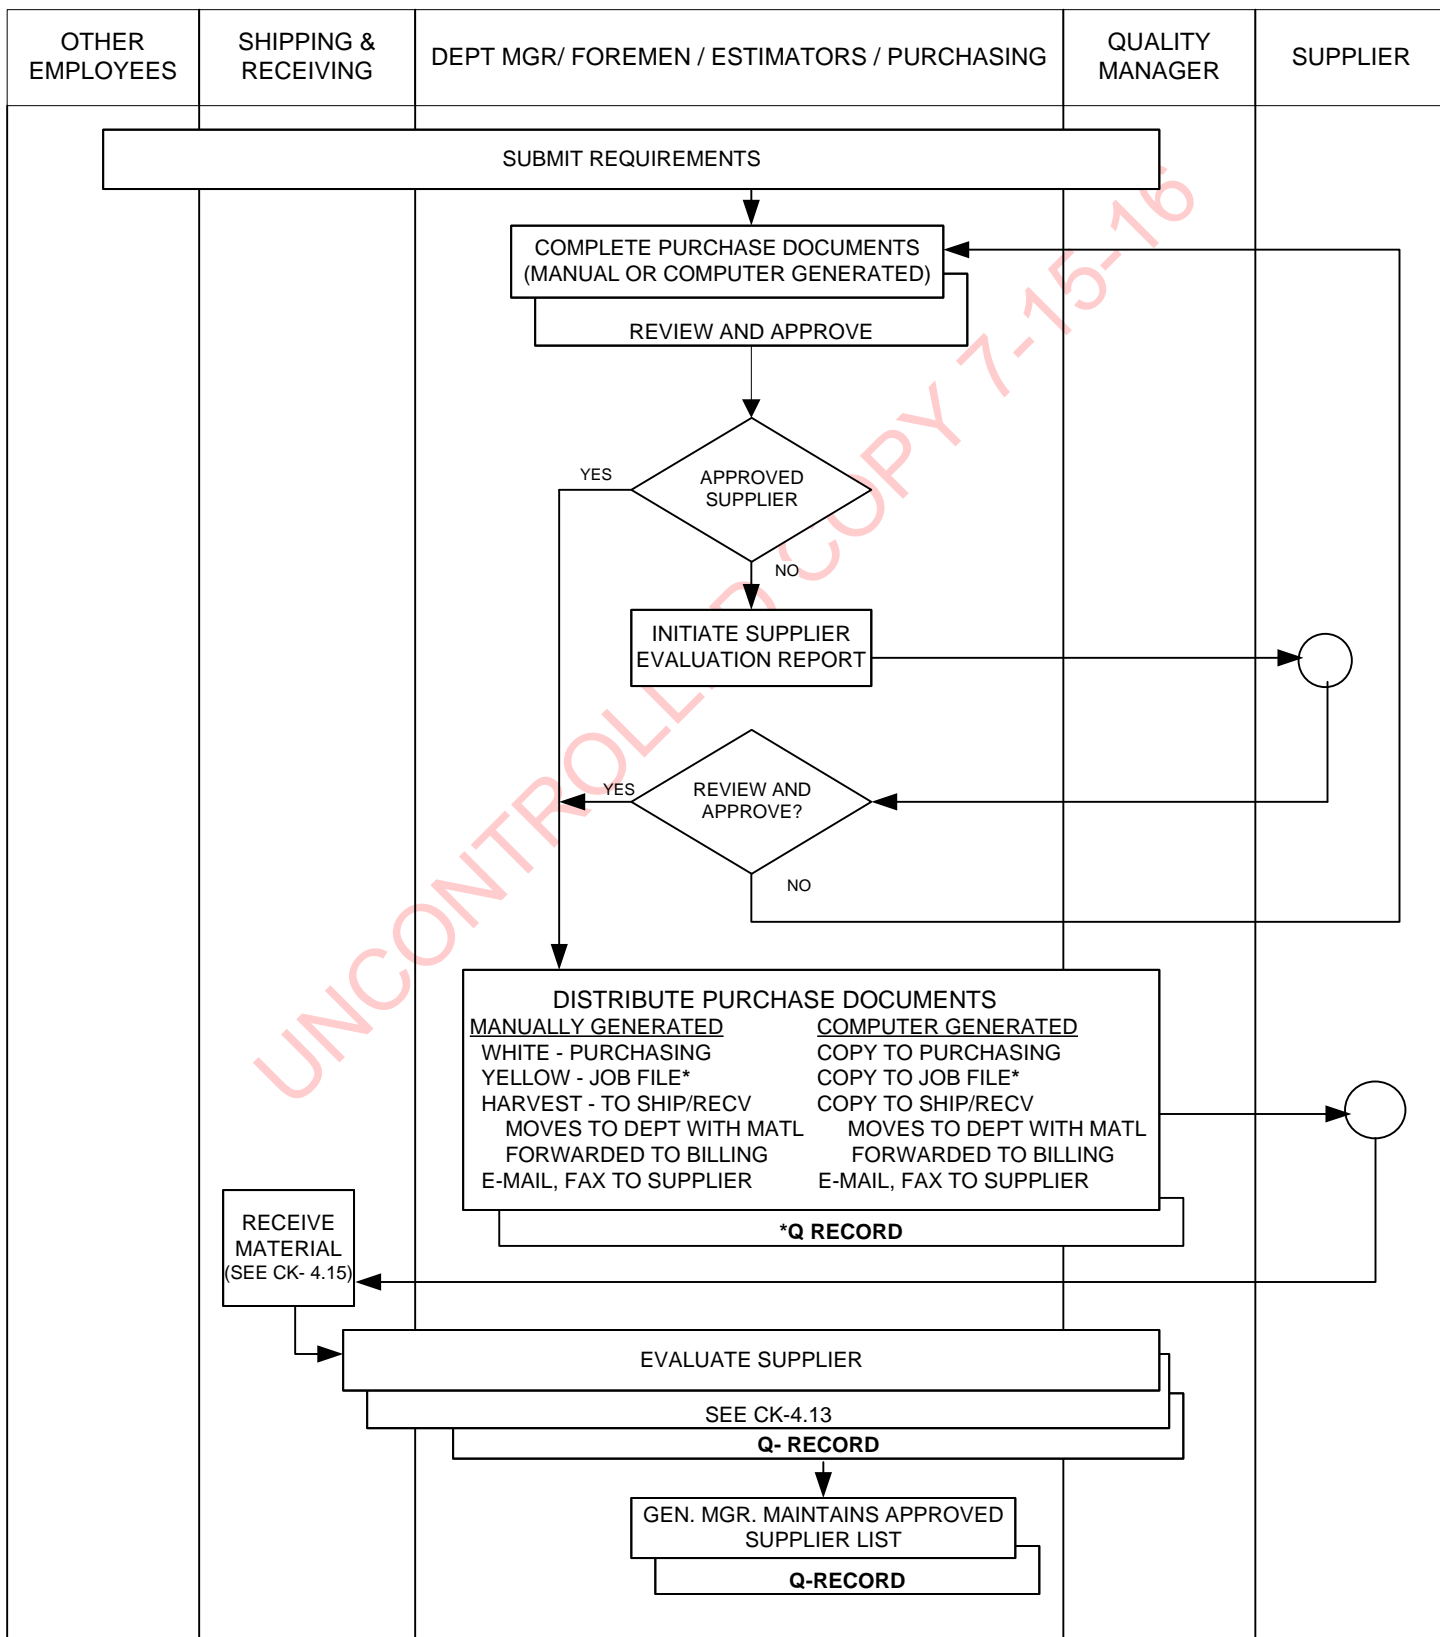 OTHER
EMPLOYEES
SHIPPING &
RECEIVING
DEPT MGR/ FOREMEN / ESTIMATORS / PURCHASING
QUALITY
MANAGER
SUPPLIER
SUBMIT REQUIREMENTS
COMPLETE PURCHASE DOCUMENTS
(MANUAL OR COMPUTER GENERATED)
REVIEW AND APPROVE
YES
APPROVED
SUPPLIER
NO
INITIATE SUPPLIER
EVALUATION REPORT
YES
REVIEW AND
APPROVE?
NO
UNCONTROLLED COPY 7-15-16
DISTRIBUTE PURCHASE DOCUMENTS
MANUALLY GENERATED
WHITE - PURCHASING
YELLOW - JOB FILE*
HARVEST - TO SHIP/RECV
MOVES TO DEPT WITH MATL
FORWARDED TO BILLING
E-MAIL, FAX TO SUPPLIER
COMPUTER GENERATED
COPY TO PURCHASING
COPY TO JOB FILE*
COPY TO SHIP/RECV
MOVES TO DEPT WITH MATL
FORWARDED TO BILLING
E-MAIL, FAX TO SUPPLIER
*Q RECORD
RECEIVE
MATERIAL
(SEE CK- 4.15)
EVALUATE SUPPLIER
SEE CK-4.13
Q- RECORD
GEN. MGR. MAINTAINS APPROVED
SUPPLIER LIST
Q-RECORD